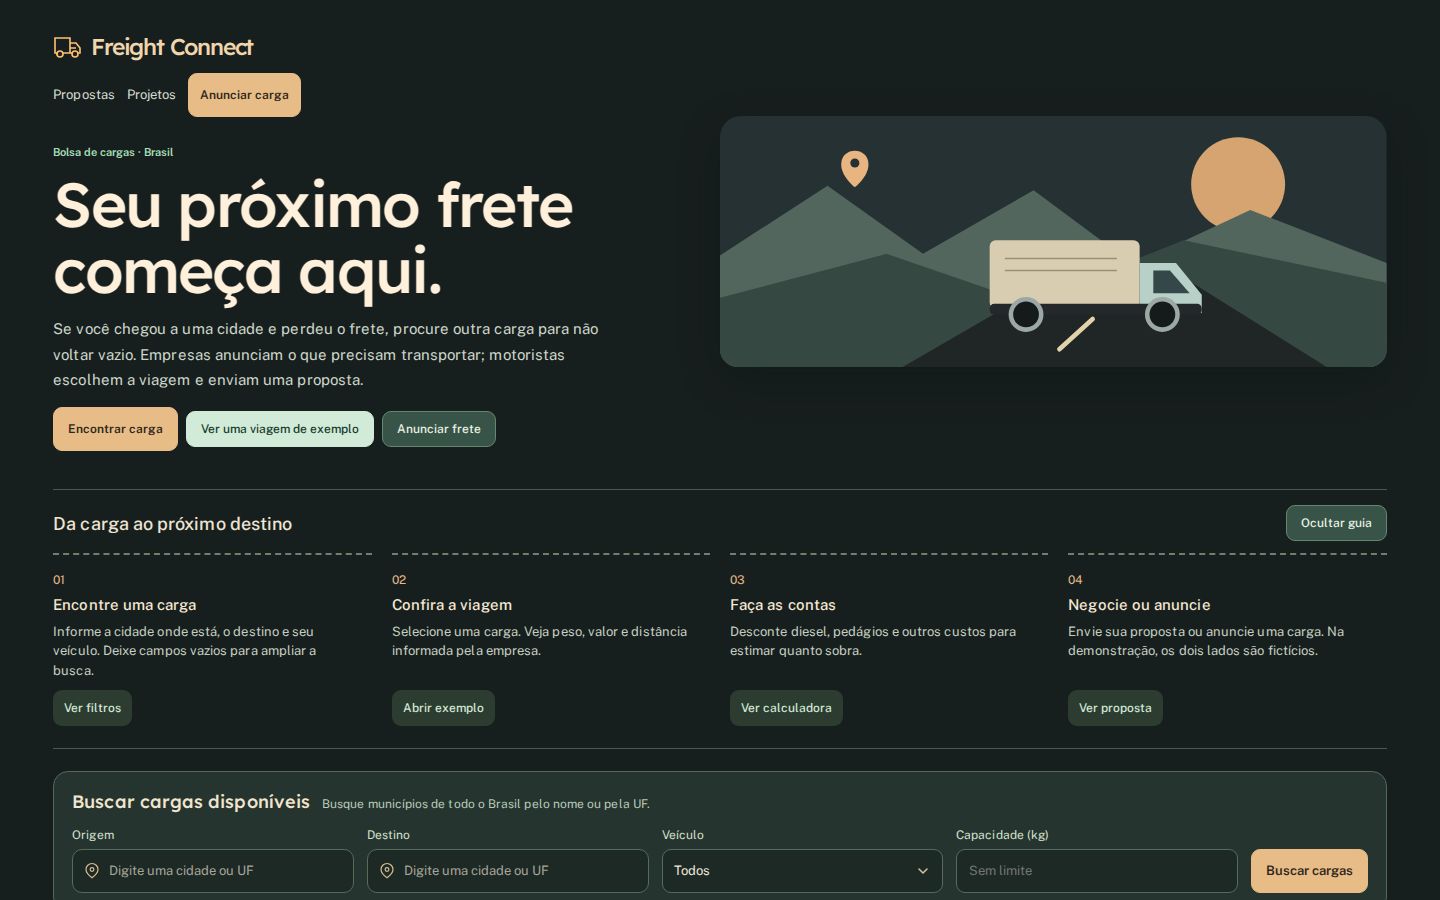 Freight Connect
Propostas Projetos Anunciar carga
Bolsa de cargas · Brasil
Seu próximo frete
começa aqui.
Se você chegou a uma cidade e perdeu o frete, procure outra carga para não
voltar vazio. Empresas anunciam o que precisam transportar; motoristas
escolhem a viagem e enviam uma proposta.
Encontrar carga Ver uma viagem de exemplo Anunciar frete
Da carga ao próximo destino
Ocultar guia
01
Encontre uma carga
Informe a cidade onde está, o destino e seu
veículo. Deixe campos vazios para ampliar a
busca.
Ver filtros
02
Confira a viagem
Selecione uma carga. Veja peso, valor e distância
informada pela empresa.
Abrir exemplo
03
Faça as contas
Desconte diesel, pedágios e outros custos para
estimar quanto sobra.
Ver calculadora
04
Negocie ou anuncie
Envie sua proposta ou anuncie uma carga. Na
demonstração, os dois lados são fictícios.
Ver proposta
Buscar cargas disponíveis Busque municípios de todo o Brasil pelo nome ou pela UF.
Origem
Digite uma cidade ou UF
Destino
Digite uma cidade ou UF
Veículo
Todos
Capacidade (kg)
Sem limite
Buscar cargas